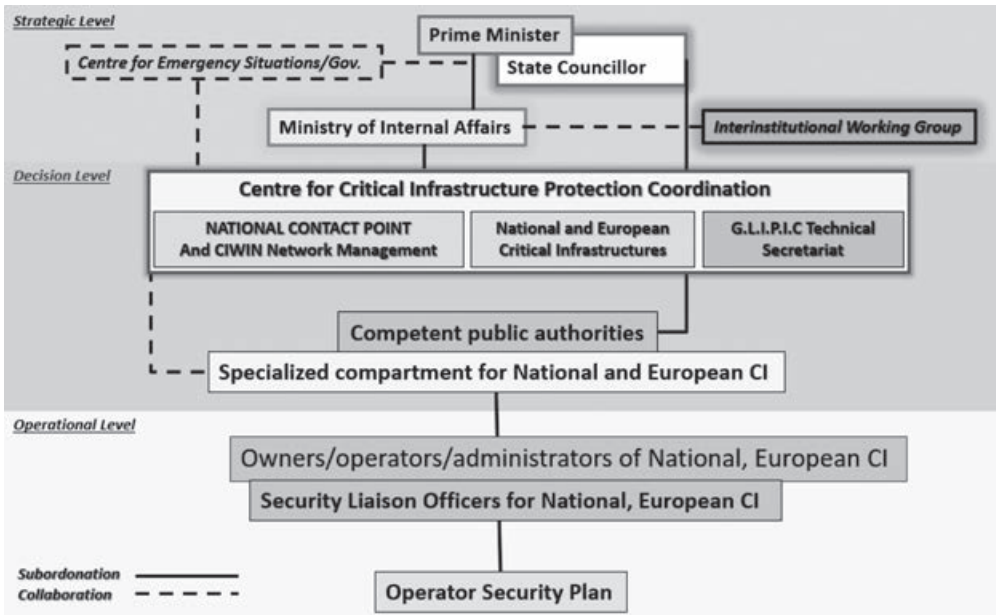 Strategic Level
Prime Minister
State Councillor
Centre for Emergency Situations/Gov.
Ministry of Internal Affairs
Interinstitutional Working Group
Decision Level
Centre for Critical Infrastructure Protection Coordination
NATIONAL CONTACT POINT
And CIWIN Network Management
National and European
Critical Infrastructures
G.L.I.P.I.C Technical
Secretariat
Competent public authorities
Specialized compartment for National and European CI
Operational Level
Owners/operators/administrators of National, European CI
Security Liaison Officers for National, European CI
Operator Security Plan
Subordonation
Collaboration